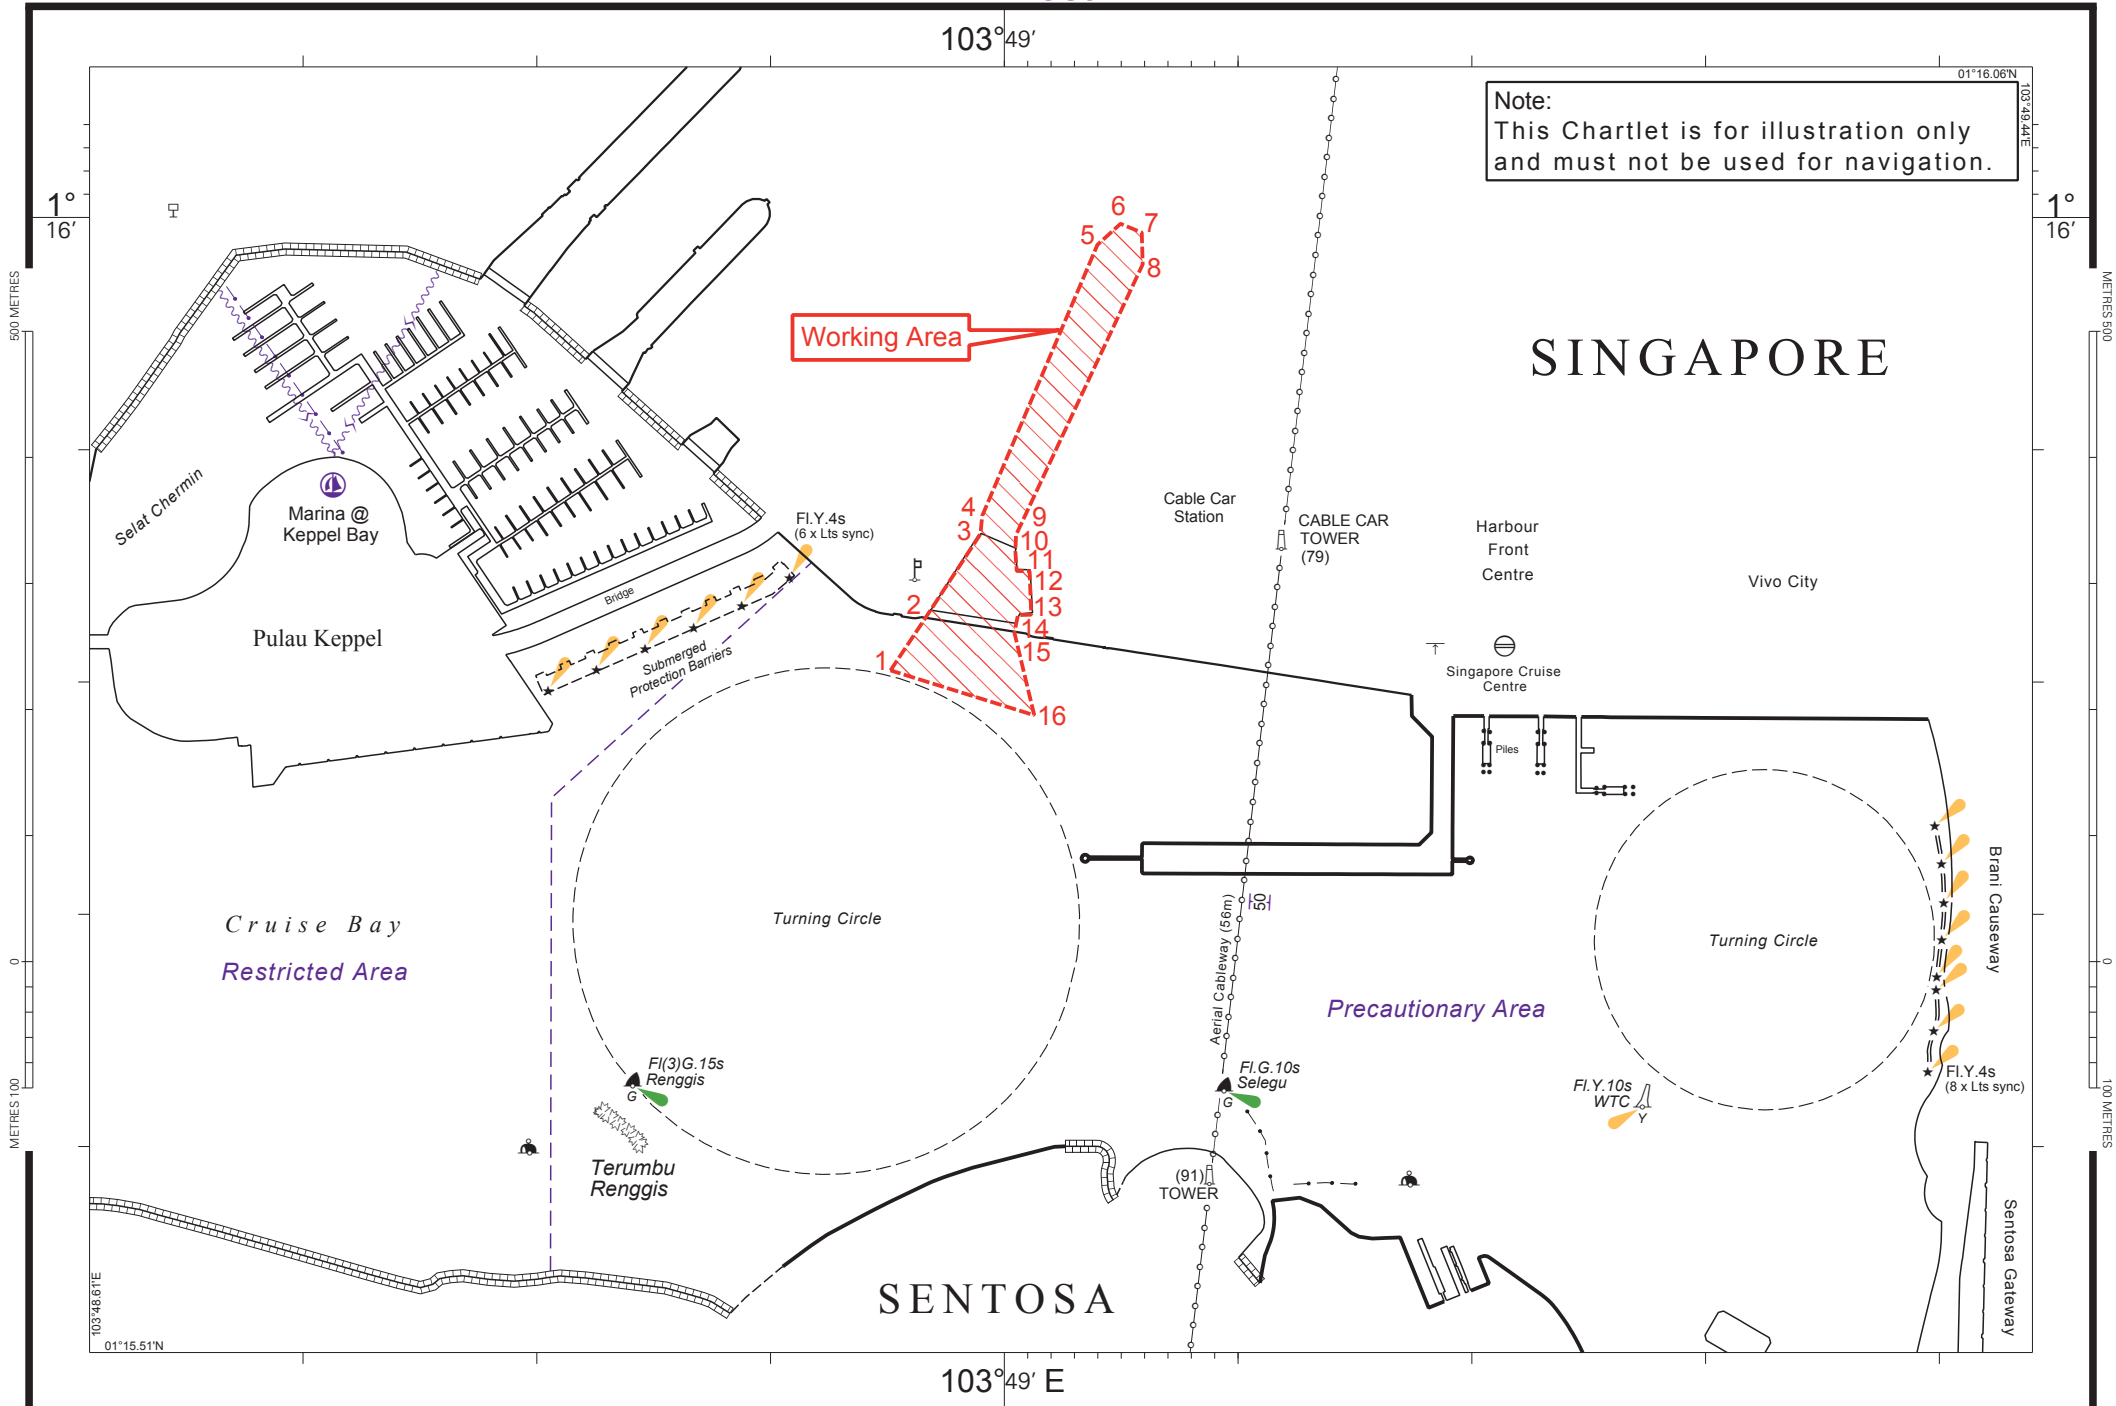 103°49′
01°16.06'N
103°49.44'E
Note:
This Chartlet is for illustration only
and must not be used for navigation.
1°
16′
1°
16′
500 METRES
METRES 500
6
7
5
8
Working Area
SINGAPORE
Selat Chermin
Marina @
Keppel Bay
Fl.Y.4s
(6 x Lts sync)
4
3
9
10
11
12
13
14
15
2
1
16
Cable Car
Station
CABLE CAR
TOWER
(79)
Harbour
Front
Centre
Vivo City
Bridge
Pulau Keppel
Submerged
Protection Barriers
Singapore Cruise
Centre
Piles
Cruise Bay
Restricted Area
Turning Circle
Aerial Cableway (56m)
50
Precautionary Area
Turning Circle
Brani Causeway
0
0
Fl(3)G.15s
Renggis
G
Fl.G.10s
Selegu
G
Fl.Y.10s
WTC
Y
Fl.Y.4s
(8 x Lts sync)
METRES 100
100 METRES
Terumbu
Renggis
(91)
TOWER
SENTOSA
Sentosa Gateway
103°48.61'E
01°15.51'N
103°49′ E